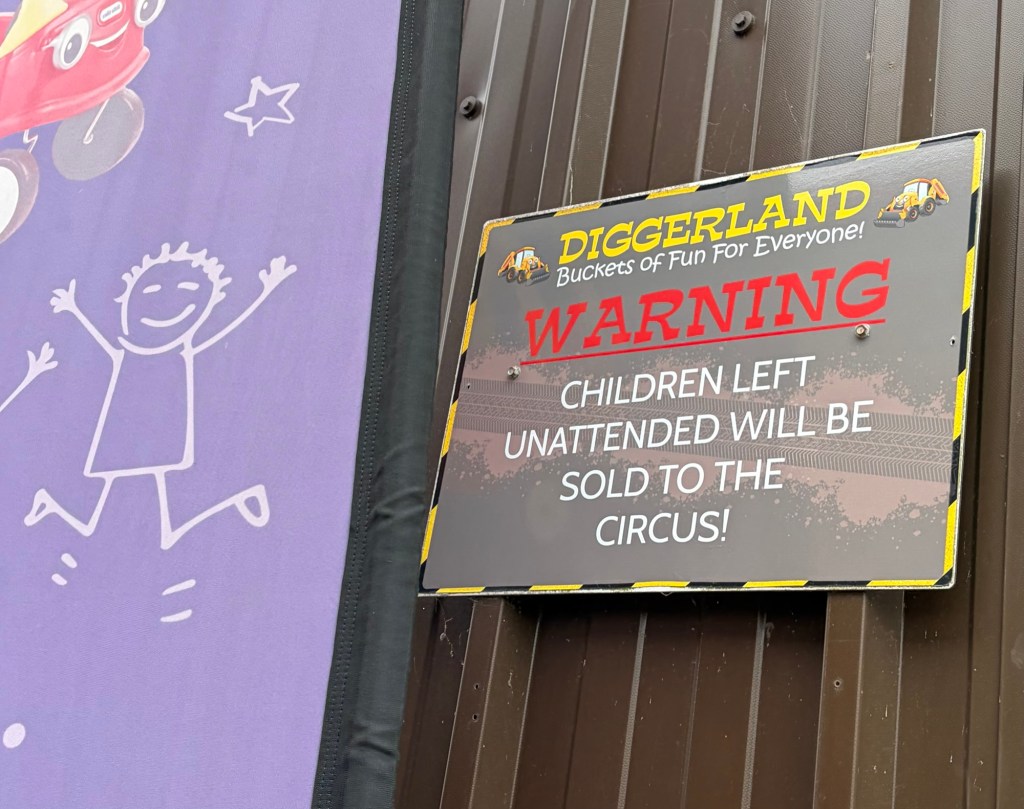 DIGGERLAND
Buckets of Fun For Everyone!
WARNING
CHILDREN LEFT
UNATTENDED WILL BE
SOLD TO THE
CIRCUS!